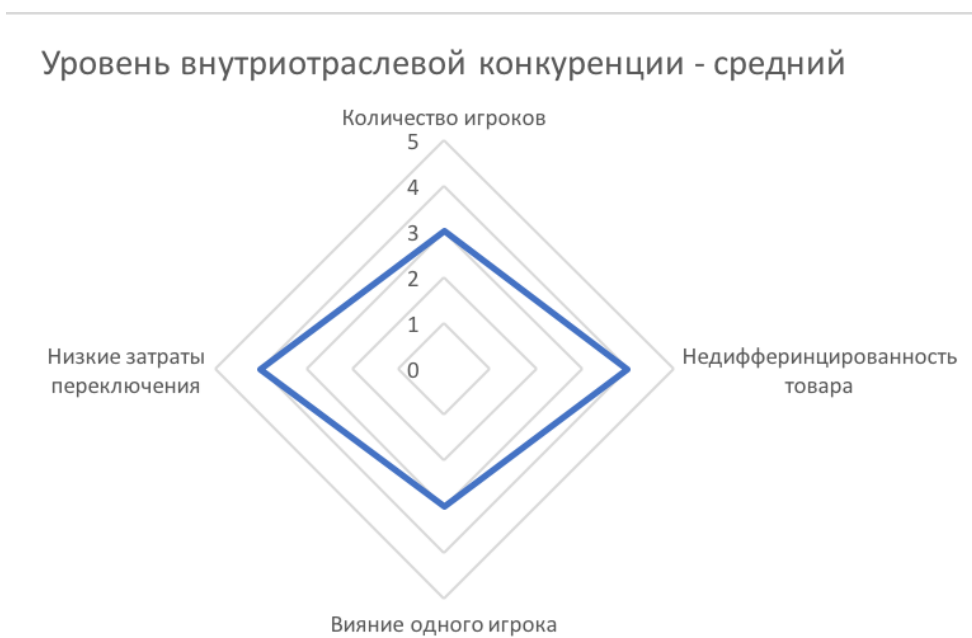 Уровень внутриотраслевой конкуренции - средний
Количество игроков
5
4
3
2
1
0
Низкие затраты
переключения
Недифферинцированность
товара
Вияние одного игрока